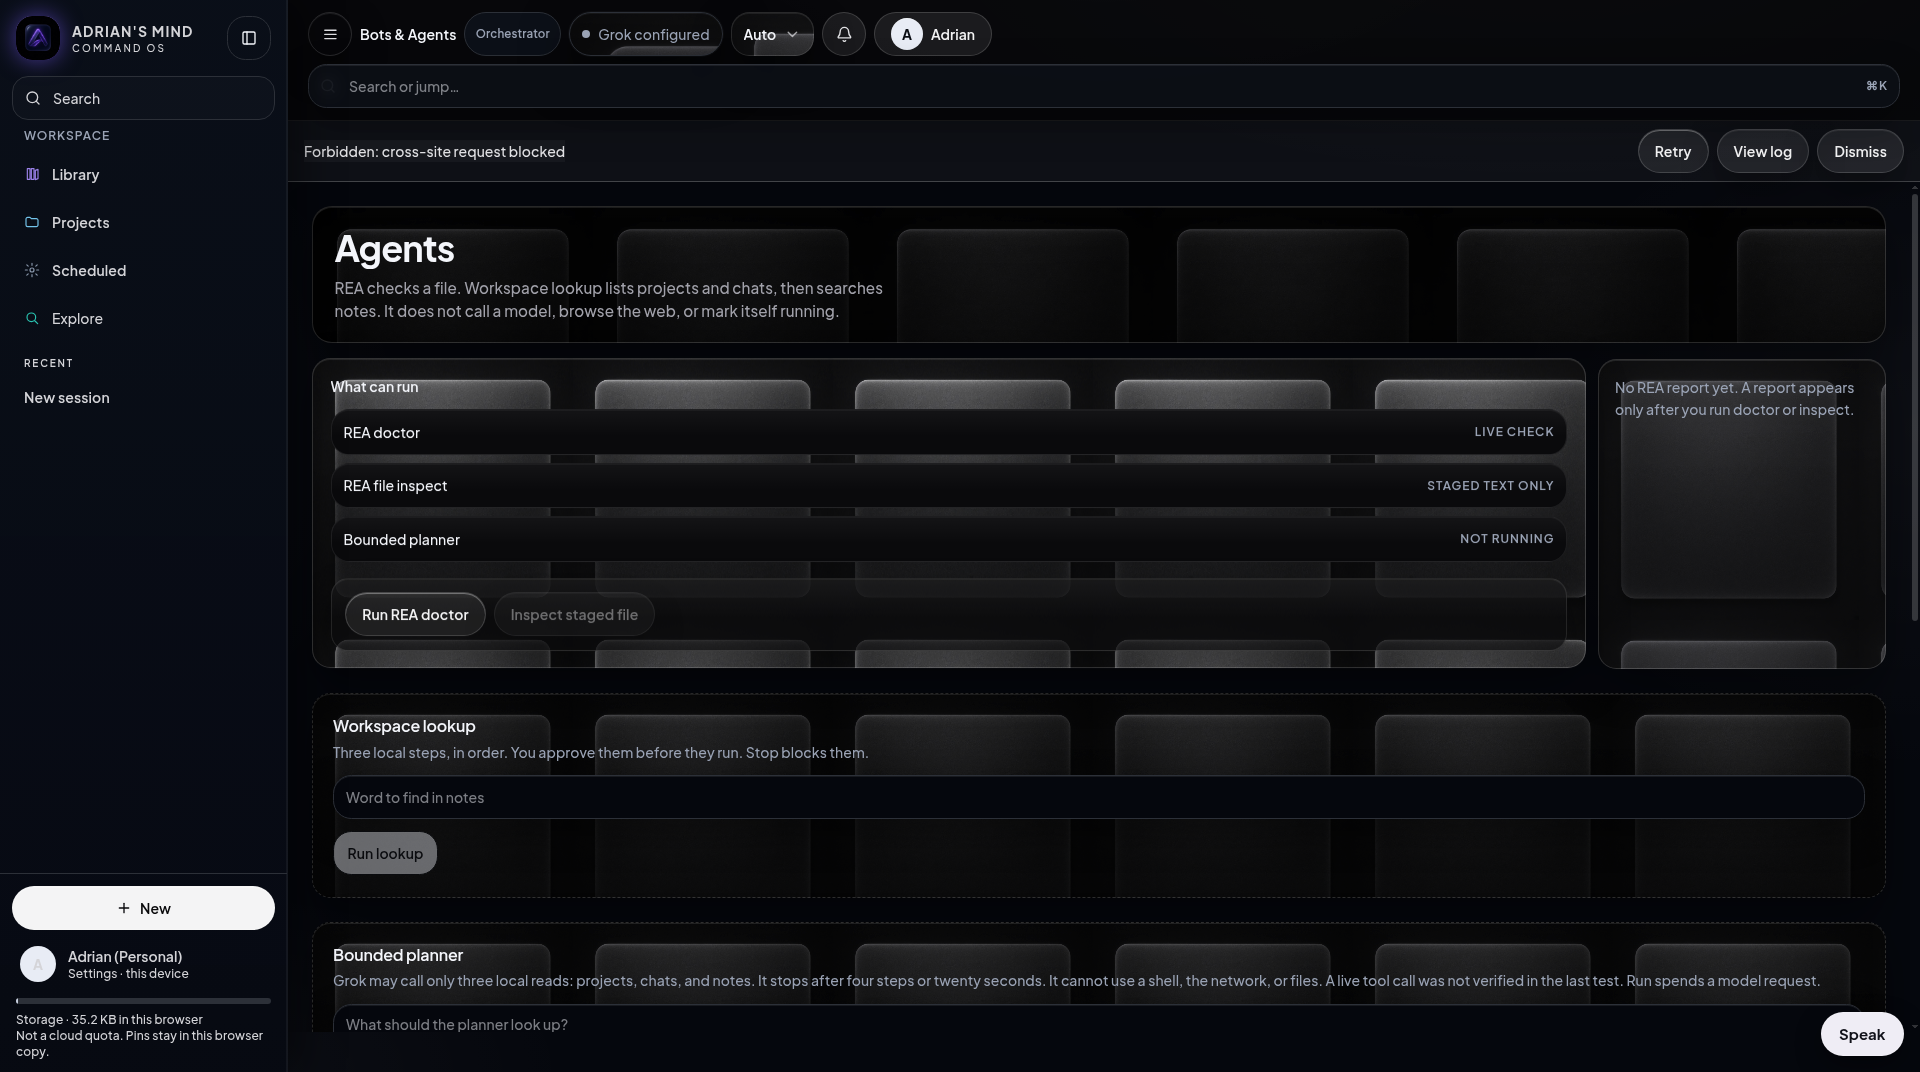 ADRIAN'S MIND
COMMAND OS
Search
WORKSPACE
Library
Projects
Scheduled
Explore
RECENT
New session
New
A
Adrian (Personal)
Settings · this device
Storage · 35.2 KB in this browser
Not a cloud quota. Pins stay in this browser
copy.
Bots & Agents
Orchestrator
Grok configured
Auto
A
Adrian
Search or jump...
⌘K
Forbidden: cross-site request blocked
Retry
View log
Dismiss
Agents
REA checks a file. Workspace lookup lists projects and chats, then searches
notes. It does not call a model, browse the web, or mark itself running.
What can run
REA doctor
LIVE CHECK
REA file inspect
STAGED TEXT ONLY
Bounded planner
NOT RUNNING
Run REA doctor
Inspect staged file
No REA report yet. A report appears
only after you run doctor or inspect.
Workspace lookup
Three local steps, in order. You approve them before they run. Stop blocks them.
Word to find in notes
Run lookup
Bounded planner
Grok may call only three local reads: projects, chats, and notes. It stops after four steps or twenty seconds. It cannot use a shell, the network, or files. A live tool call was not verified in the last test. Run spends a model request.
What should the planner look up?
Speak